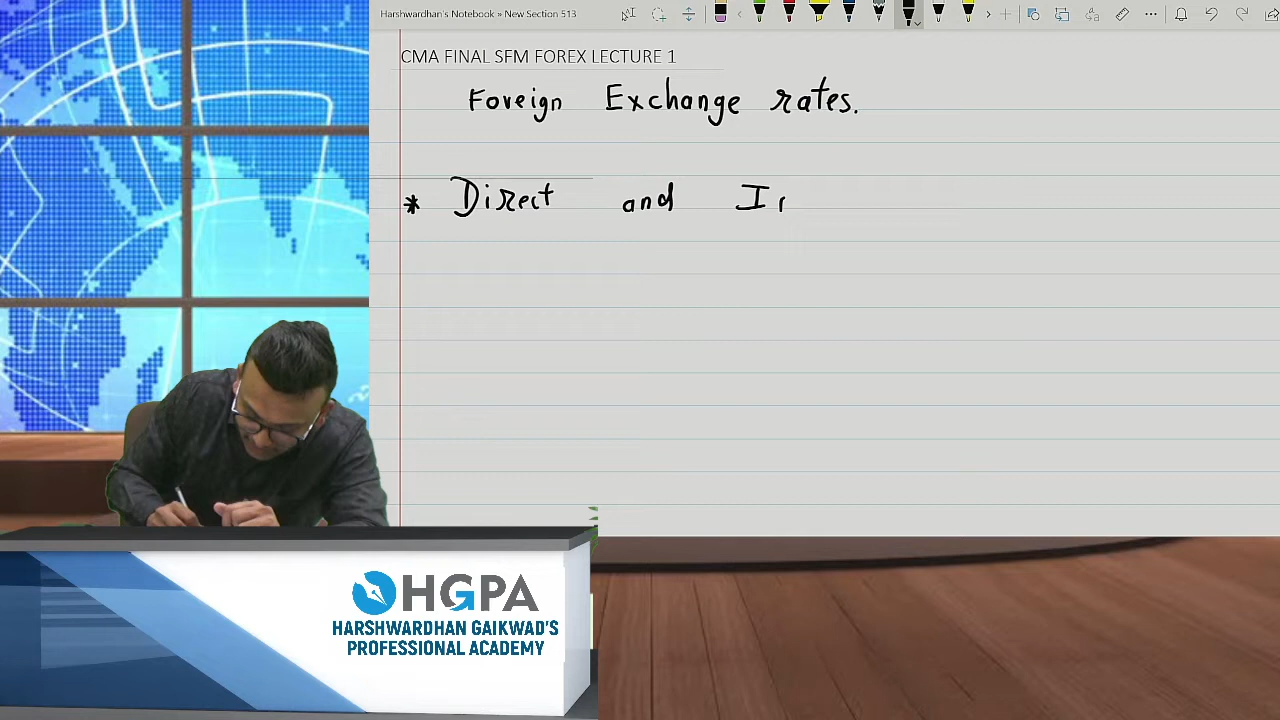 Harshwardhan's Notebook » New Section 513
CMA FINAL SFM FOREX LECTURE 1
Foreign Exchange rates.
* Direct and In
HGPA
HARSHWARDHAN GAIKWAD'S
PROFESSIONAL ACADEMY